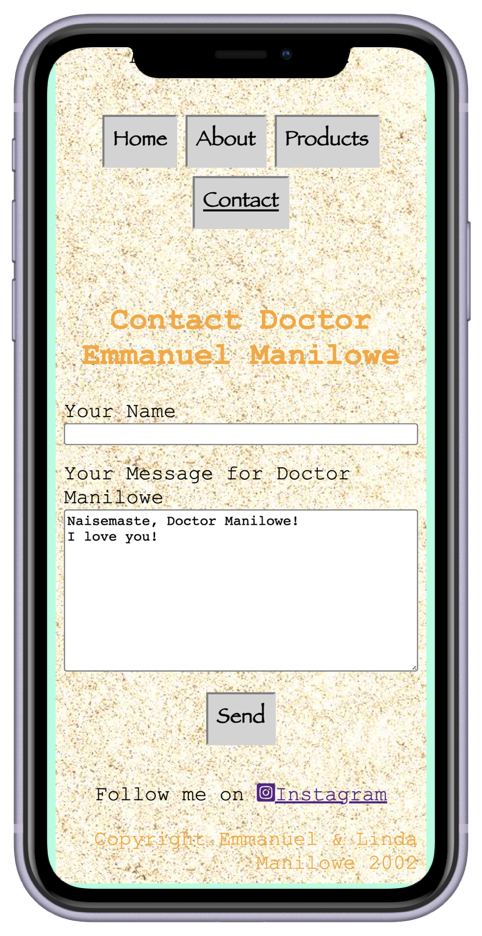 Home About Products
Contact
Contact Doctor
Emmanuel Manilowe
Your Name
Your Message for Doctor
Manilowe
Naisemaste, Doctor Manilowe!
I love you!
Send
Follow me on Instagram
Copyright Emmanuel & Linda
Manilowe 2002